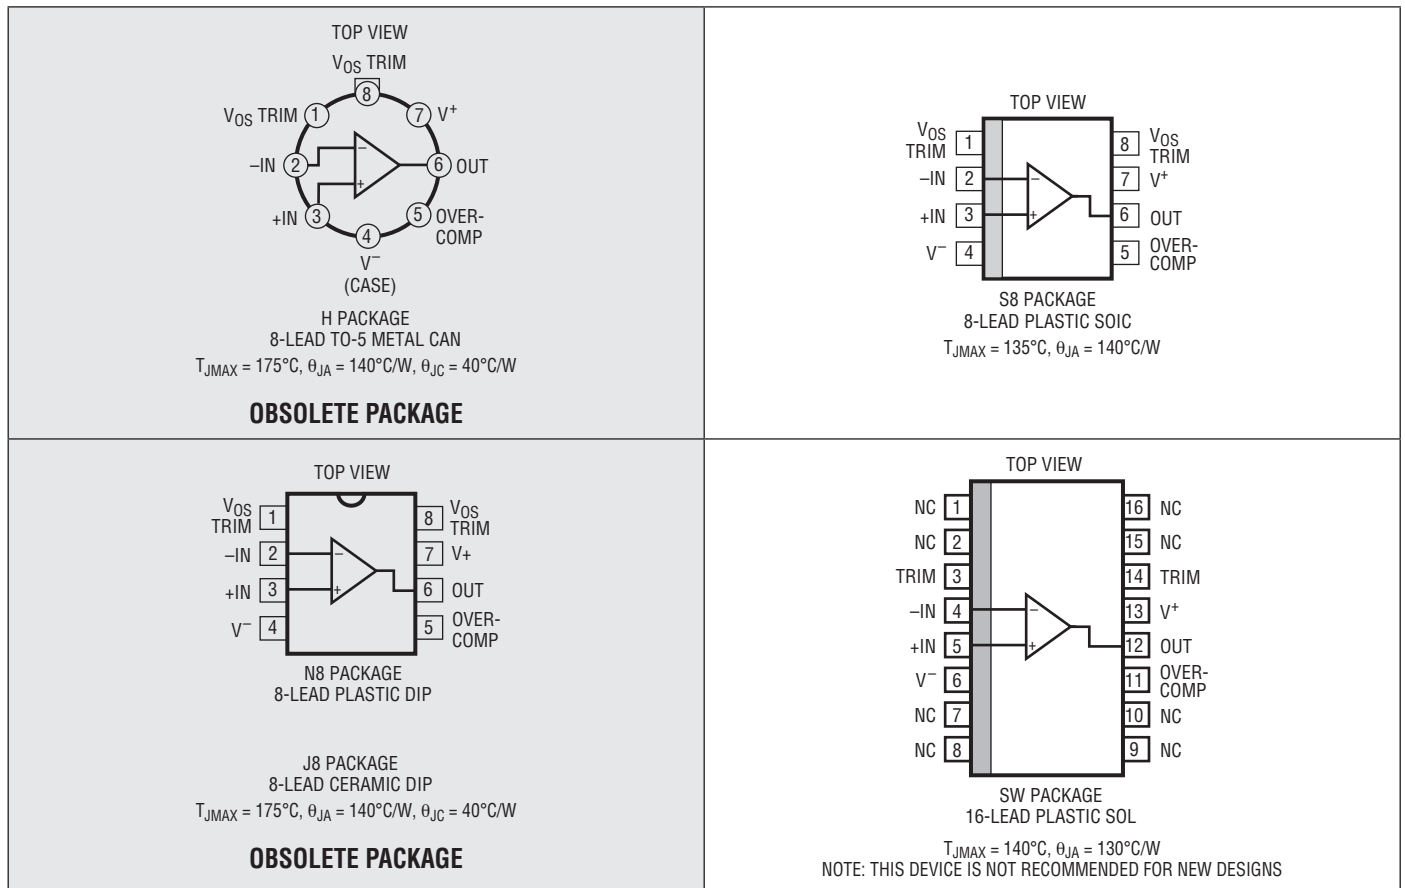 TOP VIEW
VOS TRIM
8
VOS TRIM 1
7 V+
–IN 2
–
6 OUT
+
+IN 3
5 OVER-
COMP
4
V–
(CASE)
H PACKAGE
8-LEAD TO-5 METAL CAN
TJMAX = 175°C, θJA = 140°C/W, θJC = 40°C/W
OBSOLETE PACKAGE
TOP VIEW
VOS
TRIM
1
8
VOS
TRIM
–IN 2
–
7 V+
+IN 3
+
6 OUT
V– 4
5 OVER-
COMP
S8 PACKAGE
8-LEAD PLASTIC SOIC
TJMAX = 135°C, θJA = 140°C/W
TOP VIEW
VOS
TRIM
1
8
VOS
TRIM
–IN 2
–
7 V+
+IN 3
+
6 OUT
V– 4
5 OVER-
COMP
N8 PACKAGE
8-LEAD PLASTIC DIP
J8 PACKAGE
8-LEAD CERAMIC DIP
TJMAX = 175°C, θJA = 140°C/W, θJC = 40°C/W
OBSOLETE PACKAGE
TOP VIEW
NC 1
16 NC
NC 2
15 NC
TRIM 3
14 TRIM
–IN 4
–
13 V+
+IN 5
+
12 OUT
V– 6
11 OVER-
COMP
NC 7
10 NC
NC 8
9 NC
SW PACKAGE
16-LEAD PLASTIC SOL
TJMAX = 140°C, θJA = 130°C/W
NOTE: THIS DEVICE IS NOT RECOMMENDED FOR NEW DESIGNS